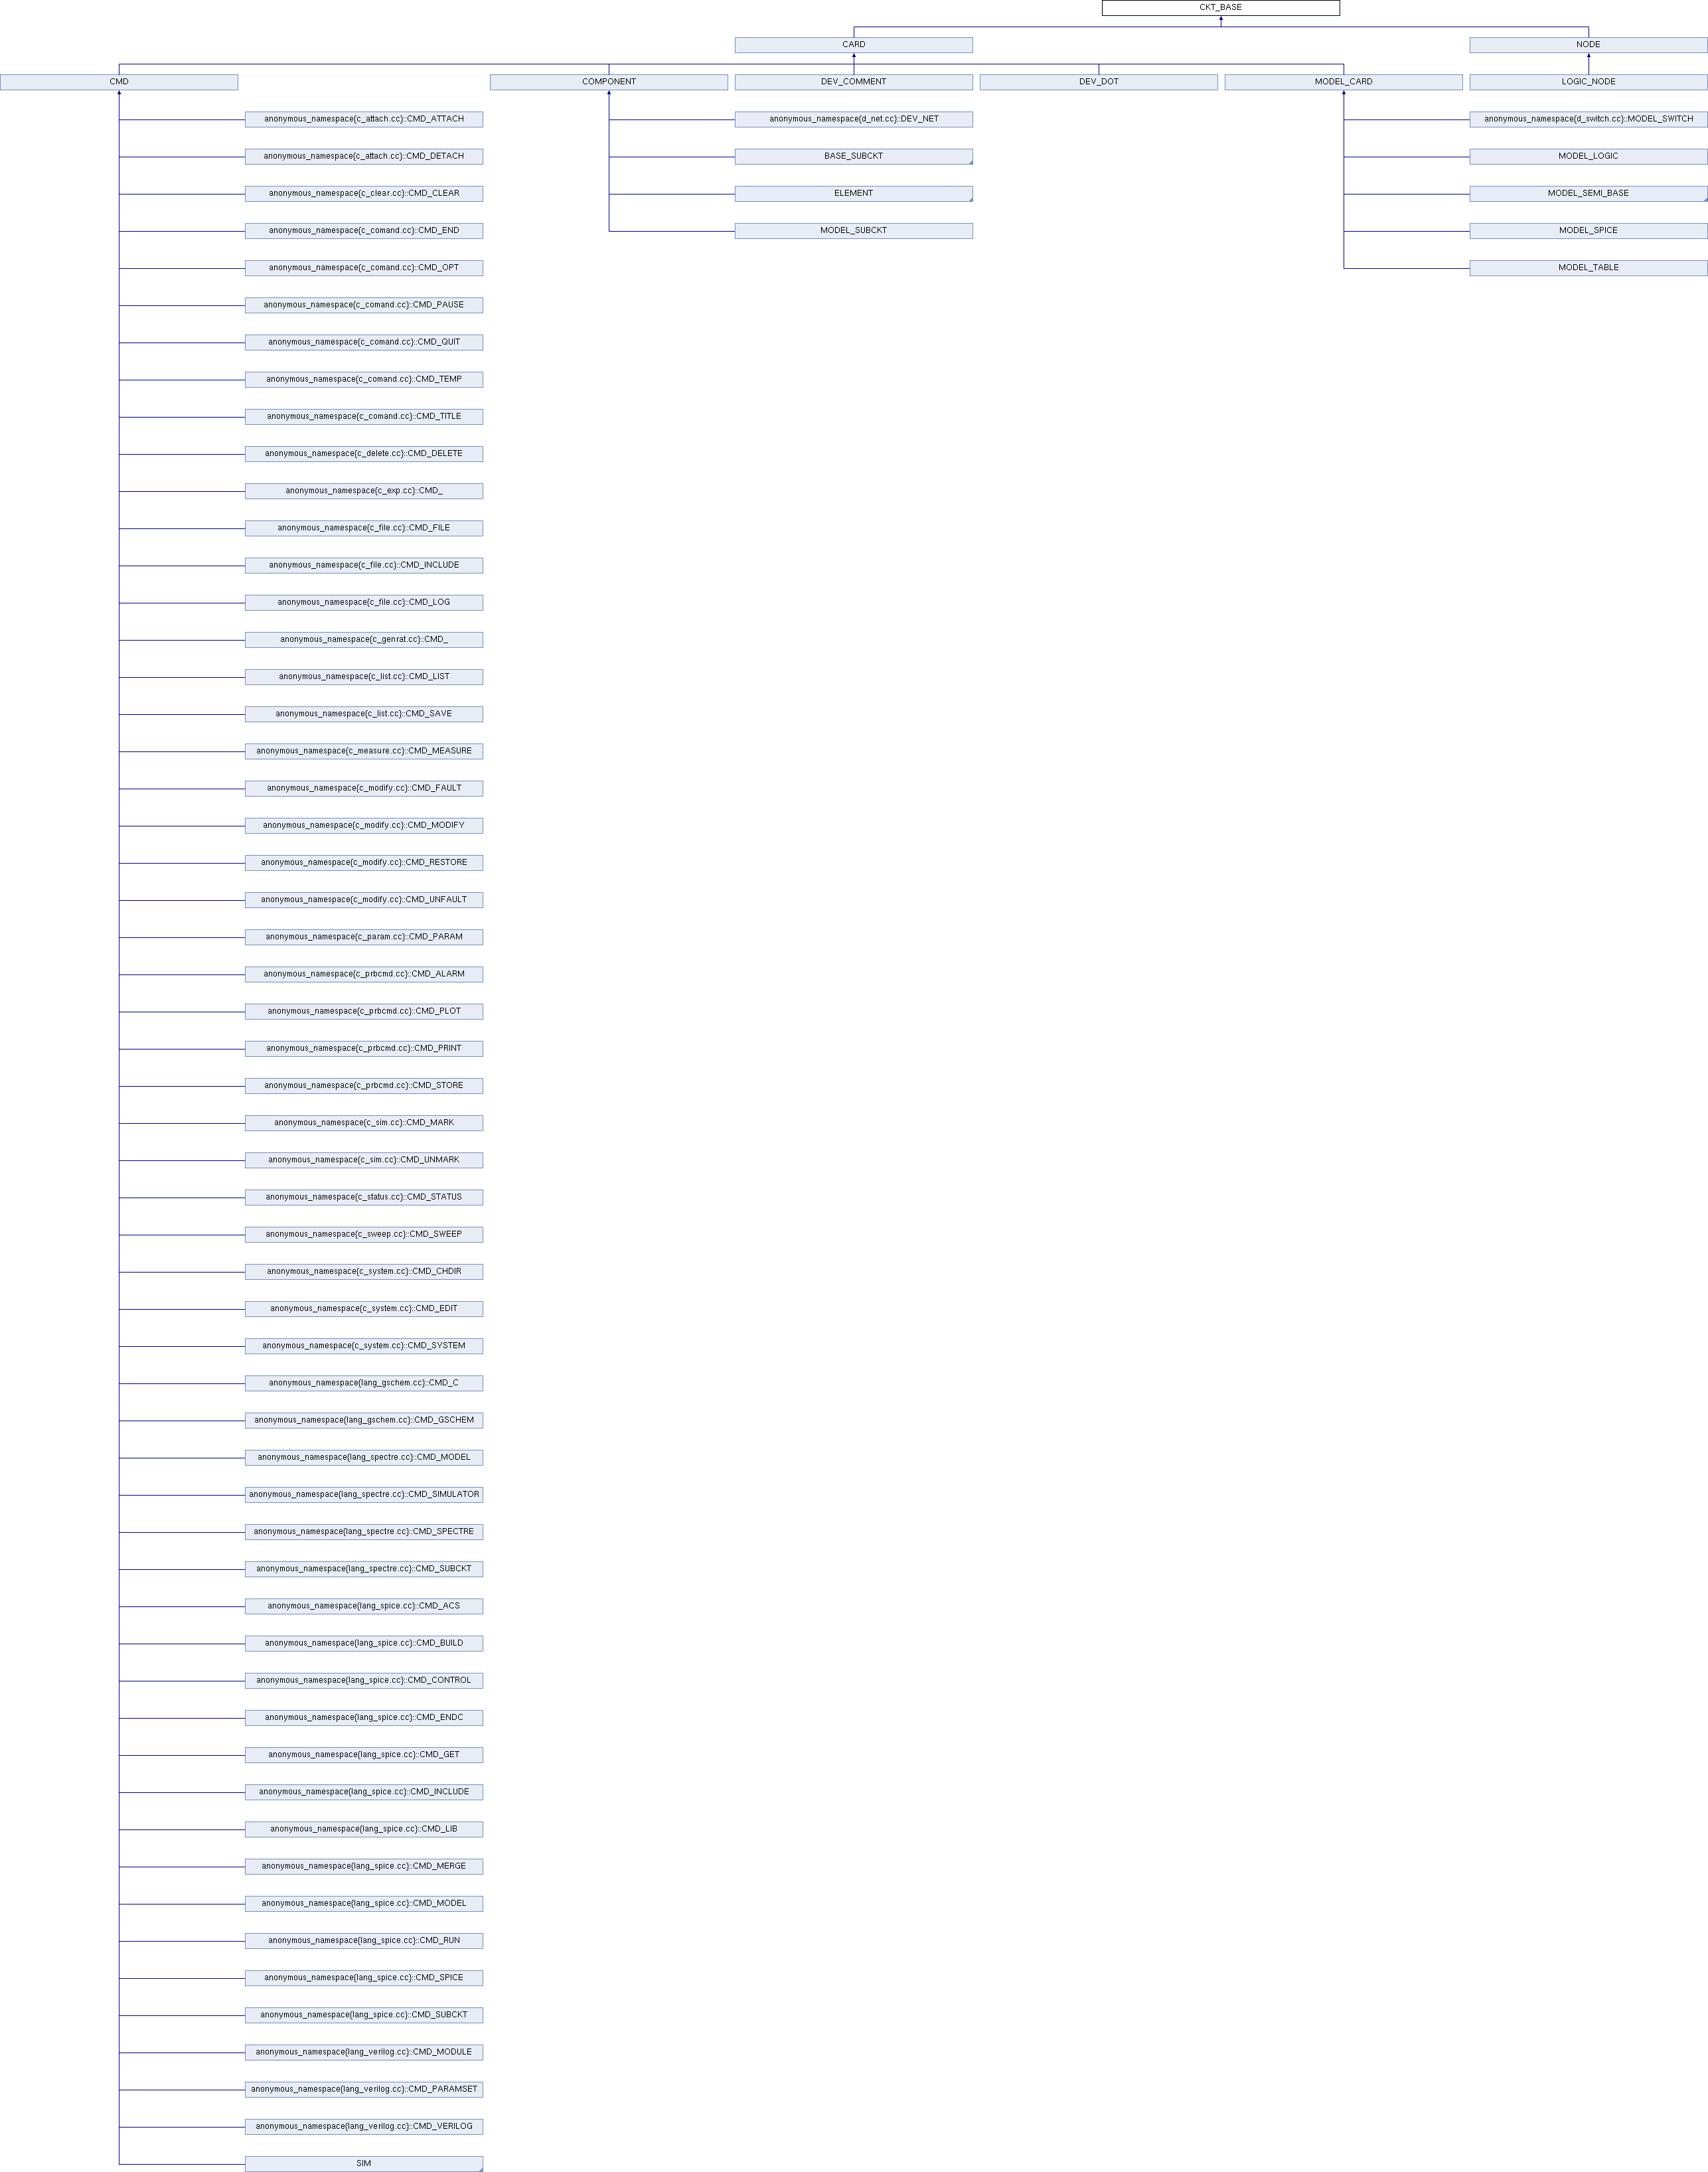 CKT_BASE
CARD
NODE
CMD
COMPONENT
DEV_COMMENT
DEV_DOT
MODEL_CARD
LOGIC_NODE
anonymous_namespace{c_attach.cc}::CMD_ATTACH
anonymous_namespace{d_net.cc}::DEV_NET
anonymous_namespace{d_switch.cc}::MODEL_SWITCH
anonymous_namespace{c_attach.cc}::CMD_DETACH
BASE_SUBCKT
MODEL_LOGIC
anonymous_namespace{c_clear.cc}::CMD_CLEAR
ELEMENT
MODEL_SEMI_BASE
anonymous_namespace{c_comand.cc}::CMD_END
MODEL_SUBCKT
MODEL_SPICE
anonymous_namespace{c_comand.cc}::CMD_OPT
MODEL_TABLE
anonymous_namespace{c_comand.cc}::CMD_PAUSE
anonymous_namespace{c_comand.cc}::CMD_QUIT
anonymous_namespace{c_comand.cc}::CMD_TEMP
anonymous_namespace{c_comand.cc}::CMD_TITLE
anonymous_namespace{c_delete.cc}::CMD_DELETE
anonymous_namespace{c_exp.cc}::CMD_
anonymous_namespace{c_file.cc}::CMD_FILE
anonymous_namespace{c_file.cc}::CMD_INCLUDE
anonymous_namespace{c_file.cc}::CMD_LOG
anonymous_namespace{c_genrat.cc}::CMD_
anonymous_namespace{c_list.cc}::CMD_LIST
anonymous_namespace{c_list.cc}::CMD_SAVE
anonymous_namespace{c_measure.cc}::CMD_MEASURE
anonymous_namespace{c_modify.cc}::CMD_FAULT
anonymous_namespace{c_modify.cc}::CMD_MODIFY
anonymous_namespace{c_modify.cc}::CMD_RESTORE
anonymous_namespace{c_modify.cc}::CMD_UNFAULT
anonymous_namespace{c_param.cc}::CMD_PARAM
anonymous_namespace{c_prbcmd.cc}::CMD_ALARM
anonymous_namespace{c_prbcmd.cc}::CMD_PLOT
anonymous_namespace{c_prbcmd.cc}::CMD_PRINT
anonymous_namespace{c_prbcmd.cc}::CMD_STORE
anonymous_namespace{c_sim.cc}::CMD_MARK
anonymous_namespace{c_sim.cc}::CMD_UNMARK
anonymous_namespace{c_status.cc}::CMD_STATUS
anonymous_namespace{c_sweep.cc}::CMD_SWEEP
anonymous_namespace{c_system.cc}::CMD_CHDIR
anonymous_namespace{c_system.cc}::CMD_EDIT
anonymous_namespace{c_system.cc}::CMD_SYSTEM
anonymous_namespace{lang_gschem.cc}::CMD_C
anonymous_namespace{lang_gschem.cc}::CMD_GSCHEM
anonymous_namespace{lang_spectre.cc}::CMD_MODEL
anonymous_namespace{lang_spectre.cc}::CMD_SIMULATOR
anonymous_namespace{lang_spectre.cc}::CMD_SPECTRE
anonymous_namespace{lang_spectre.cc}::CMD_SUBCKT
anonymous_namespace{lang_spice.cc}::CMD_ACS
anonymous_namespace{lang_spice.cc}::CMD_BUILD
anonymous_namespace{lang_spice.cc}::CMD_CONTROL
anonymous_namespace{lang_spice.cc}::CMD_ENDC
anonymous_namespace{lang_spice.cc}::CMD_GET
anonymous_namespace{lang_spice.cc}::CMD_INCLUDE
anonymous_namespace{lang_spice.cc}::CMD_LIB
anonymous_namespace{lang_spice.cc}::CMD_MERGE
anonymous_namespace{lang_spice.cc}::CMD_MODEL
anonymous_namespace{lang_spice.cc}::CMD_RUN
anonymous_namespace{lang_spice.cc}::CMD_SPICE
anonymous_namespace{lang_spice.cc}::CMD_SUBCKT
anonymous_namespace{lang_verilog.cc}::CMD_MODULE
anonymous_namespace{lang_verilog.cc}::CMD_PARAMSET
anonymous_namespace{lang_verilog.cc}::CMD_VERILOG
SIM